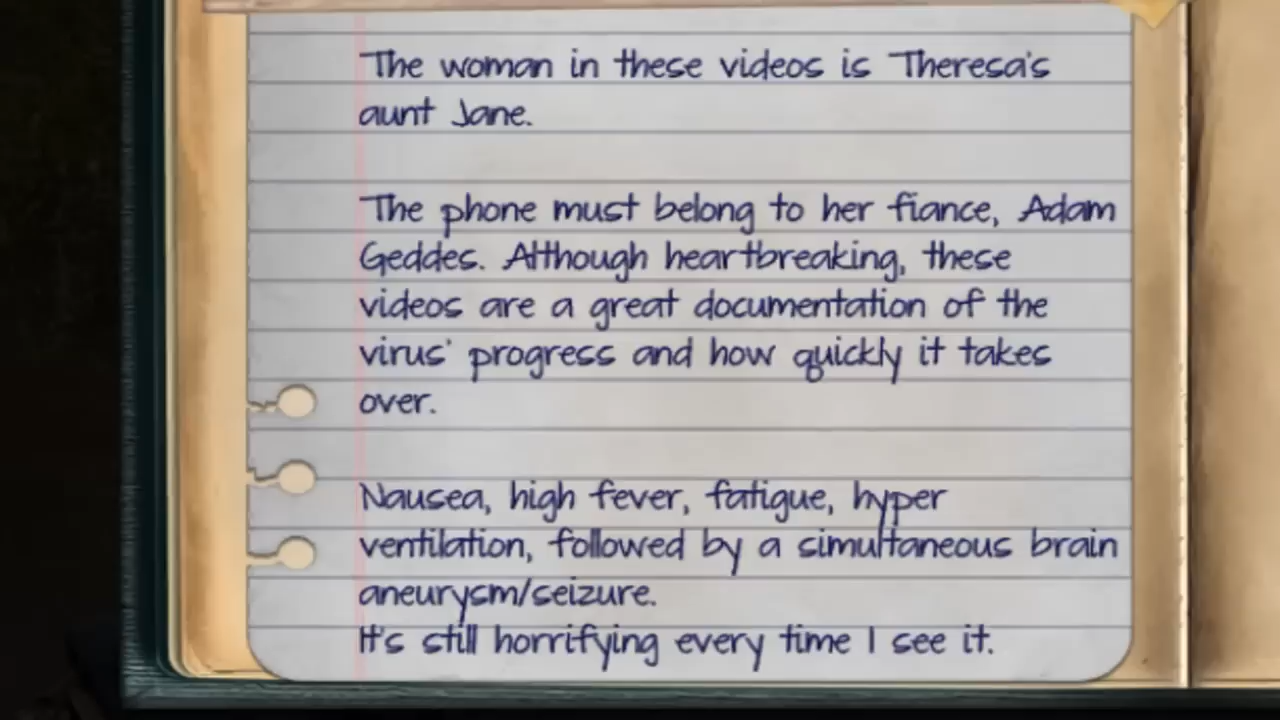 The woman in these videos is Theresa's
aunt Jane.
The phone must belong to her fiance, Adam
Geddes. Although heartbreaking, these
videos are a great documentation of the
virus' progress and how quickly it takes
over.
Nausea, high fever, fatigue, hyper
ventilation, followed by a simultaneous brain
aneurysm/seizure.
It's still horrifying every time I see it.